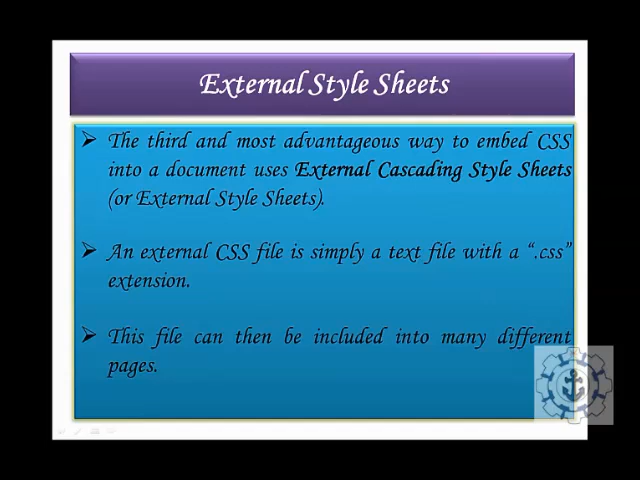 External Style Sheets
The third and most advantageous way to embed CSS
into a document uses External Cascading Style Sheets
(or External Style Sheets).
An external CSS file is simply a text file with a “.css”
extension.
This file can then be included into many different
pages.